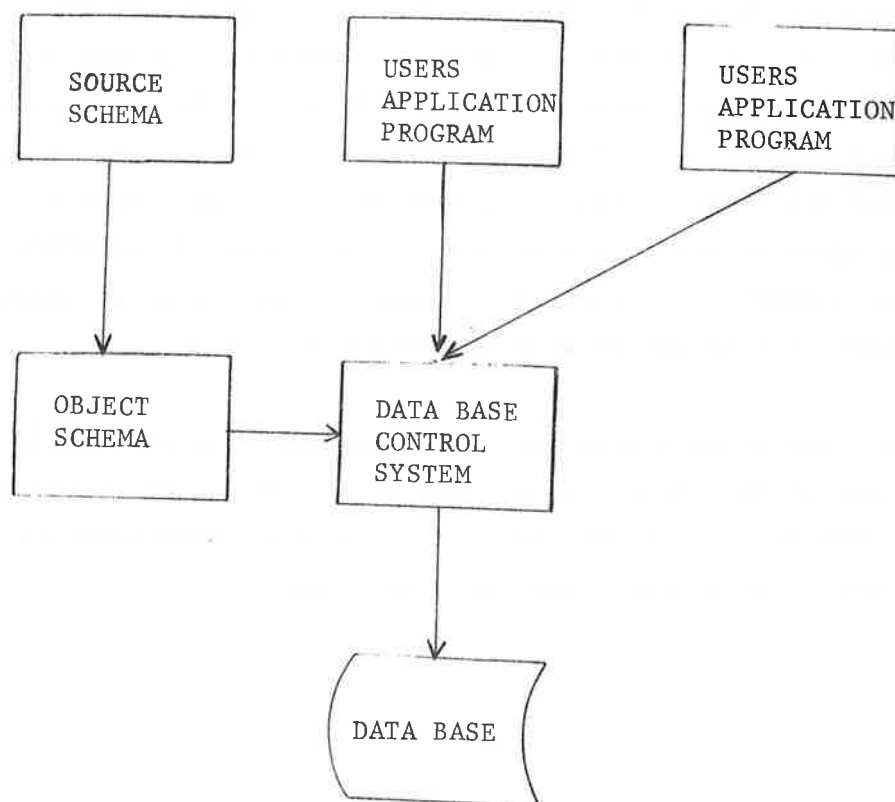 SOURCE
SCHEMA
USERS
APPLICATION
PROGRAM
USERS
APPLICATION
PROGRAM
OBJECT
SCHEMA
DATA BASE
CONTROL
SYSTEM
DATA BASE